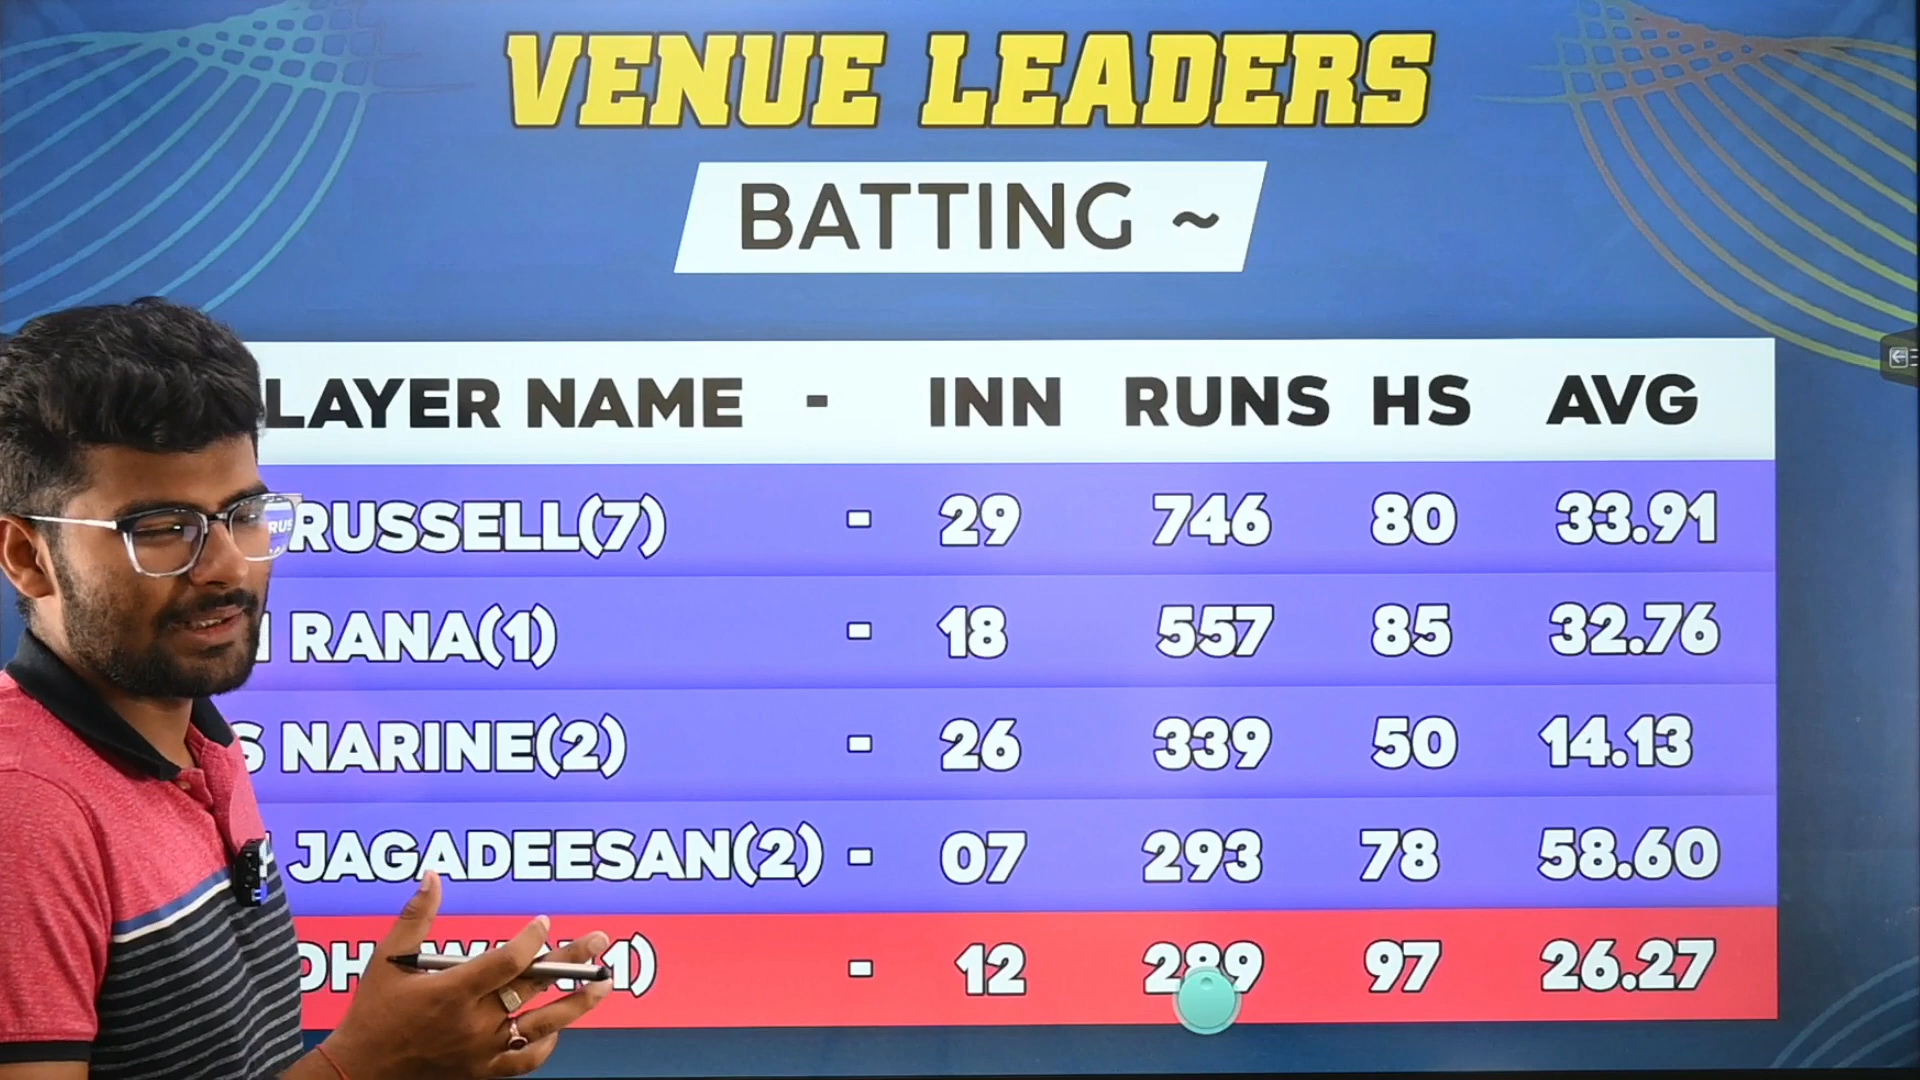 VENUE LEADERS
BATTING ~
LAYER NAME - INN RUNS HS AVG
RUSSELL(7) - 29 746 80 33.91
RANA(1) - 18 557 85 32.76
S NARINE(2) - 26 339 50 14.13
JAGADEESAN(2) - 07 293 78 58.60
1) - 12 289 97 26.27